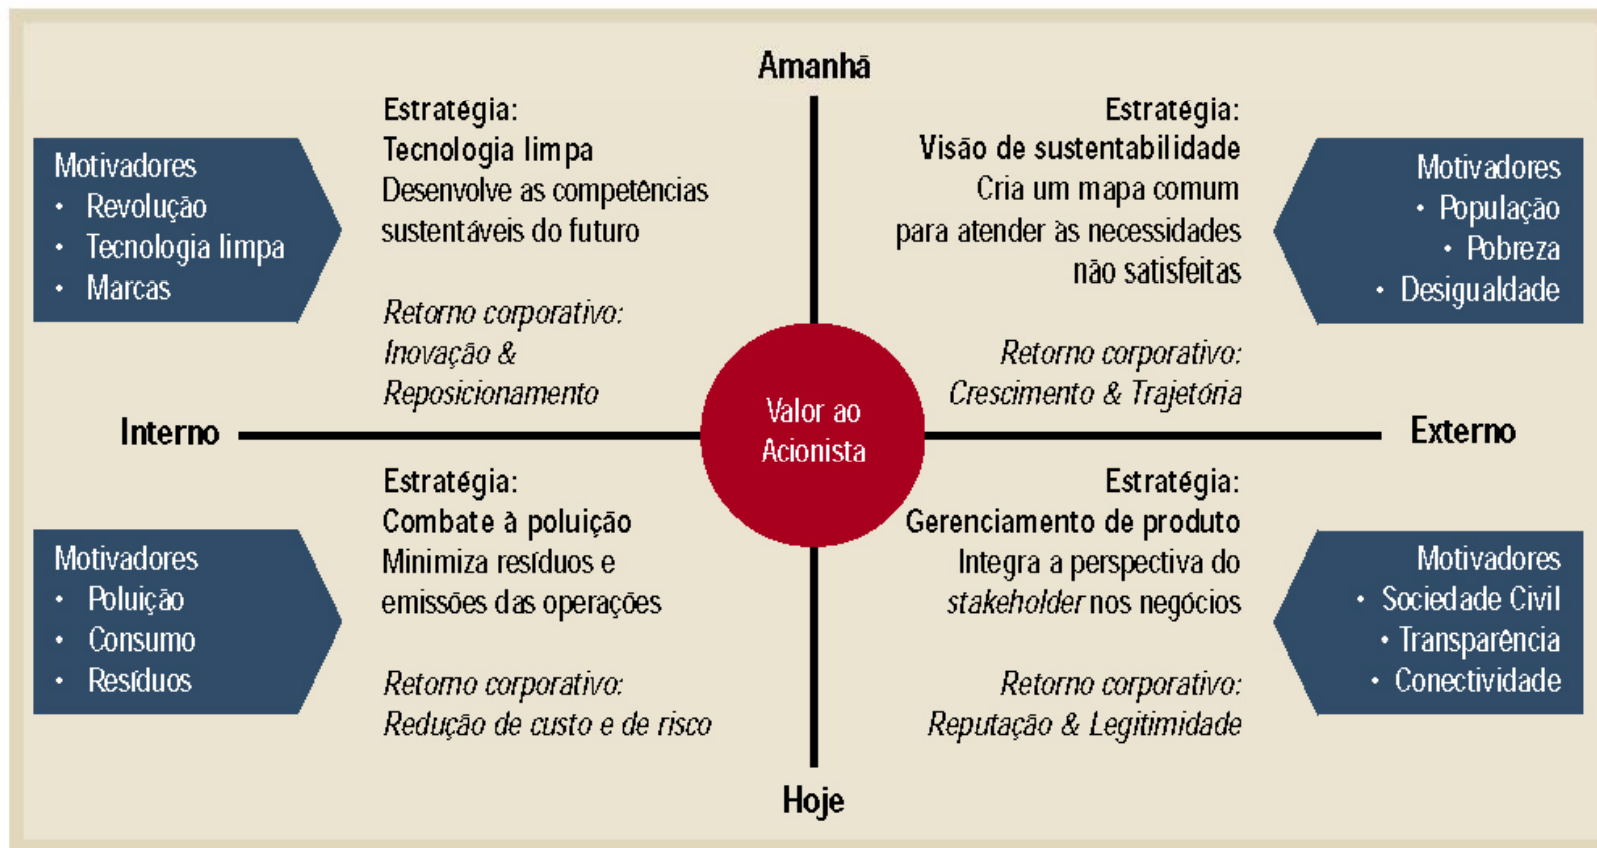 Amanhã
Motivadores
• Revolução
• Tecnologia limpa
• Marcas
Estratégia:
Tecnologia limpa
Desenvolve as competências
sustentáveis do futuro
Retorno corporativo:
Inovação &
Reposicionamento
Estratégia:
Visão de sustentabilidade
Cria um mapa comum
para atender às necessidades
não satisfeitas
Retorno corporativo:
Crescimento & Trajetória
Motivadores
• População
• Pobreza
• Desigualdade
Interno
Valor ao
Acionista
Externo
Motivadores
• Poluição
• Consumo
• Resíduos
Estratégia:
Combate à poluição
Minimiza resíduos e
emissões das operações
Retorno corporativo:
Redução de custo e de risco
Estratégia:
Gerenciamento de produto
Integra a perspectiva do
stakeholder nos negócios
Retorno corporativo:
Reputação & Legitimidade
Motivadores
• Sociedade Civil
• Transparência
• Conectividade
Hoje